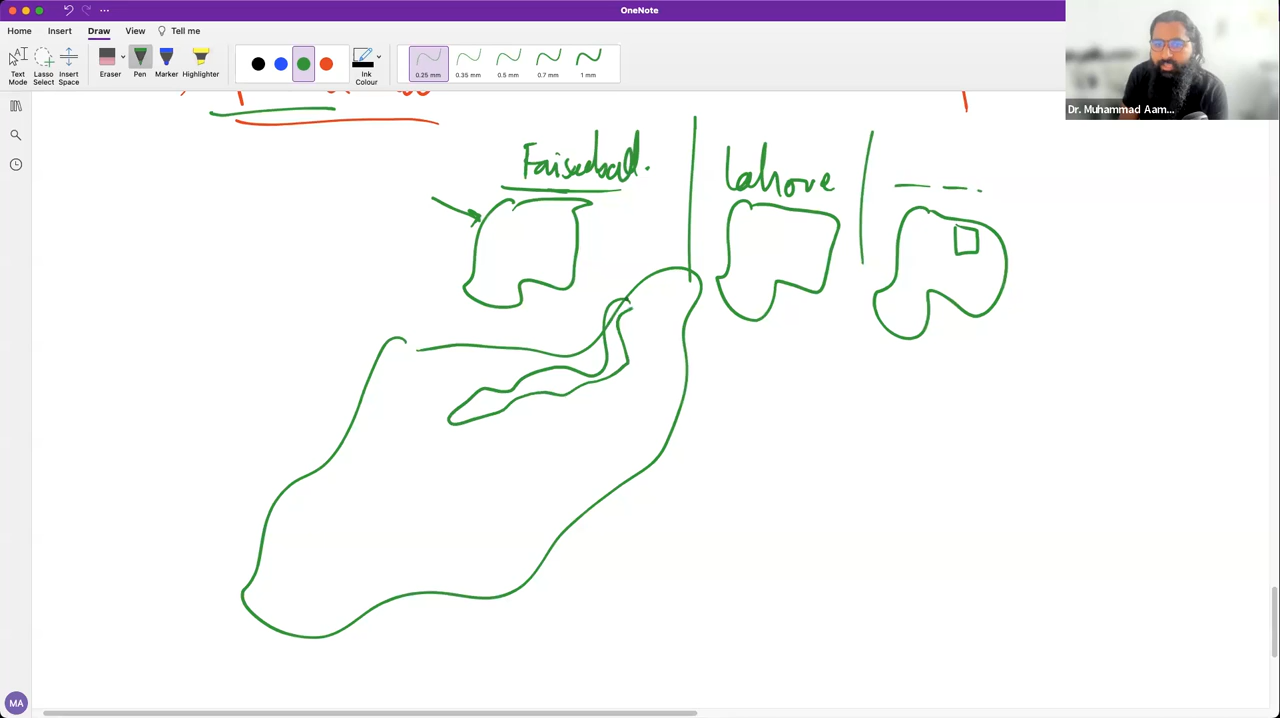 OneNote
Home Insert Draw View Tell me
Text Mode
Lasso Select
Insert Space
Eraser
Pen
Marker
Highlighter
Ink Colour
0.25 mm
0.35 mm
0.5 mm
0.7 mm
1 mm
Dr. Muhammad Aam...
Faisabad.
Lahore
MA